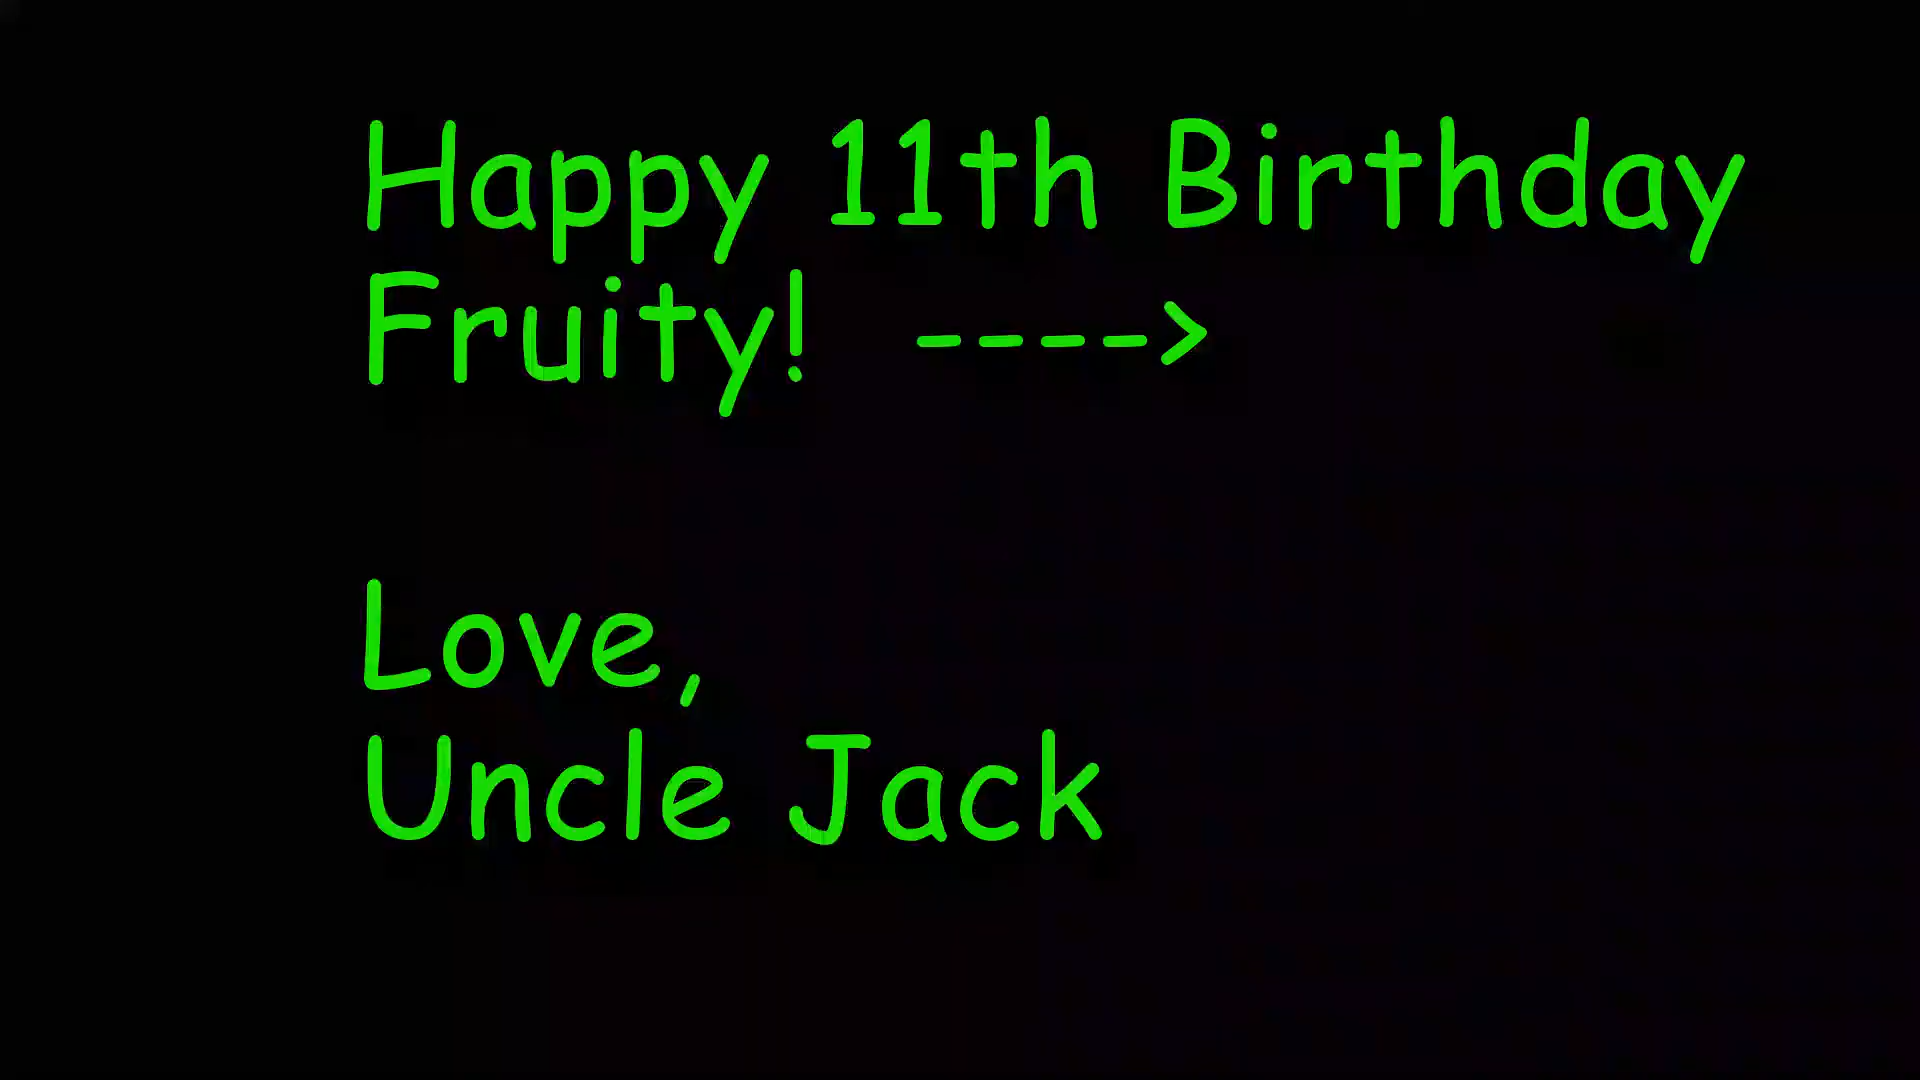 Happy 11th Birthday
Fruity!  ---->
Love,
Uncle Jack